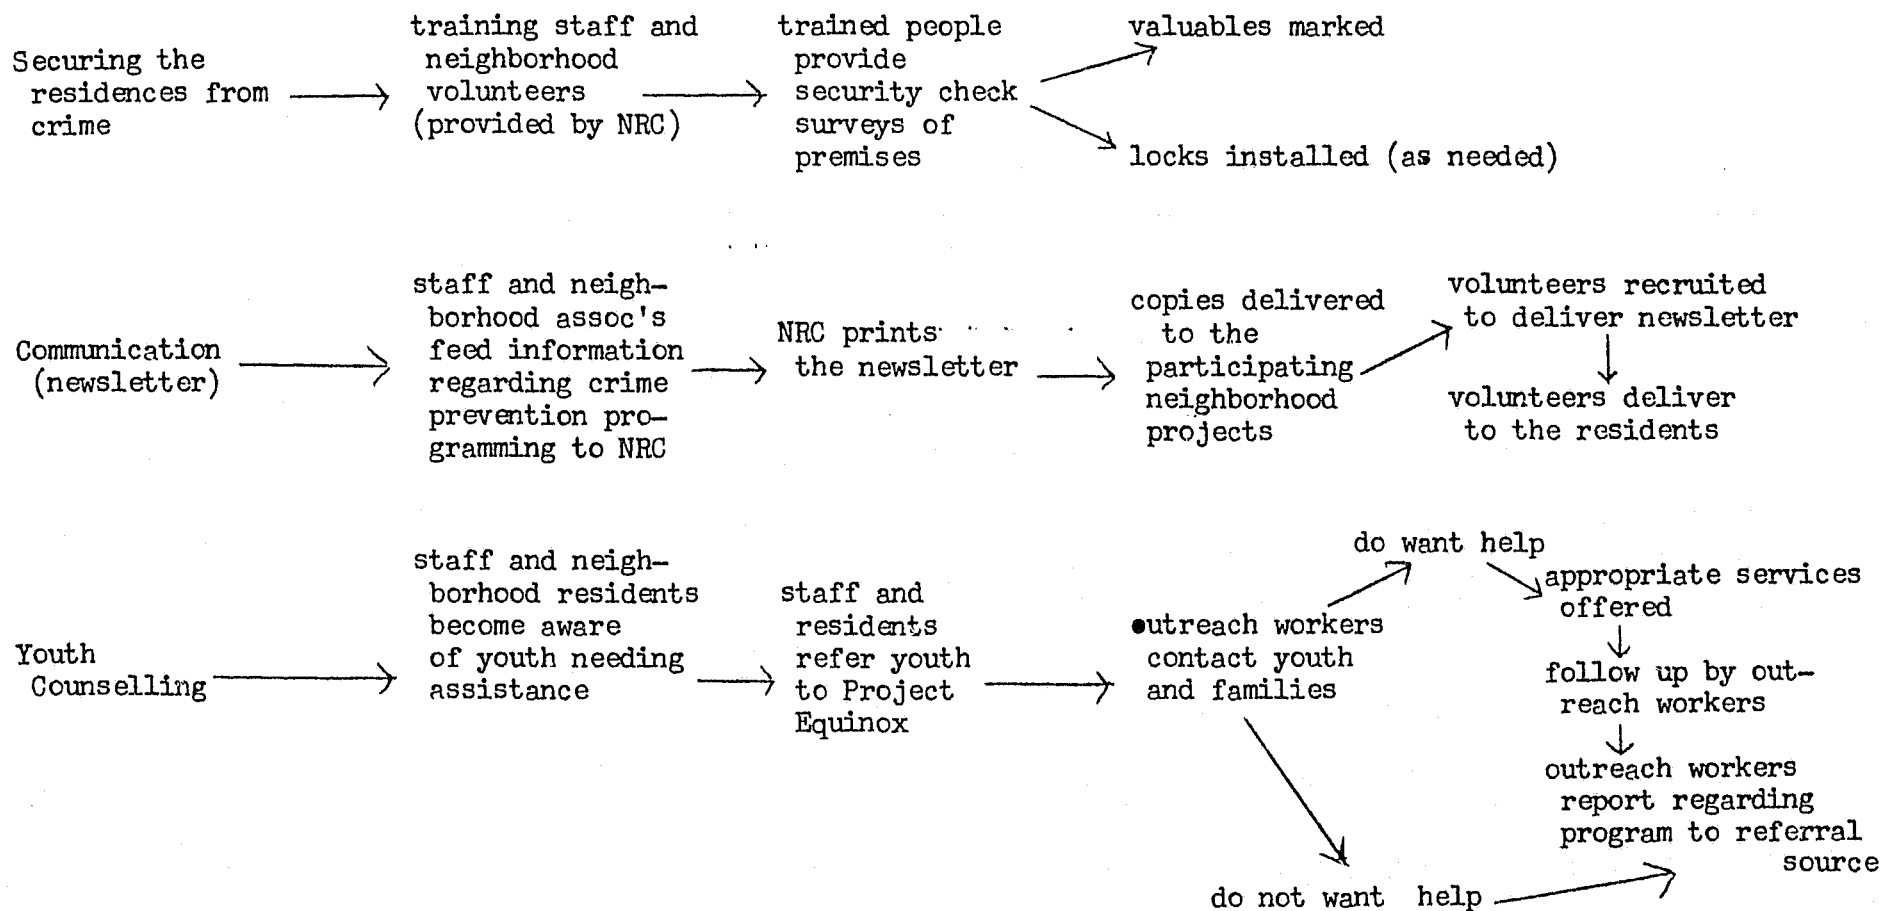 Securing the
residences from
crime
training staff and
neighborhood
volunteers
(provided by NRC)
trained people
provide
security check
surveys of
premises
valuables marked
locks installed (as needed)
Communication
(newsletter)
staff and neigh-
borhood assoc's
feed information
regarding crime
prevention pro-
gramming to NRC
NRC prints
the newsletter
copies delivered
to the
participating
neighborhood
projects
volunteers recruited
to deliver newsletter
volunteers deliver
to the residents
Youth
Counselling
staff and neigh-
borhood residents
become aware
of youth needing
assistance
staff and
residents
refer youth
to Project
Equinox
outreach workers
contact youth
and families
do want help
appropriate services
offered
follow up by out-
reach workers
outreach workers
report regarding
program to referral
source
do not want help